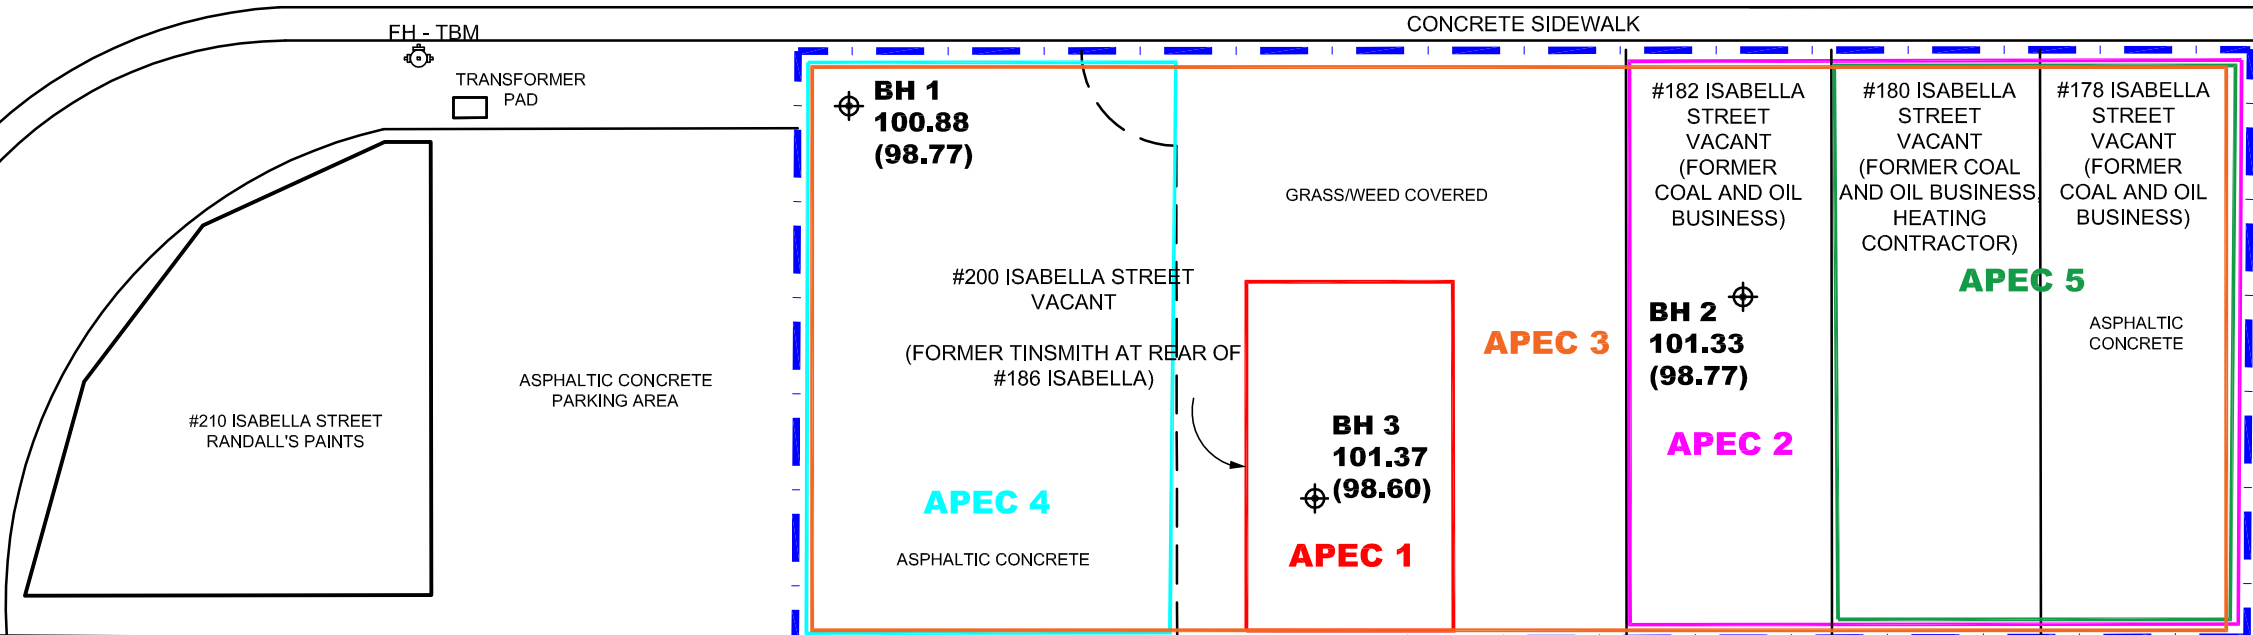 CONCRETE SIDEWALK
FH - TBM
TRANSFORMER
PAD
BH 1
100.88
(98.77)
#182 ISABELLA
STREET
VACANT
(FORMER
COAL AND OIL
BUSINESS)
#180 ISABELLA
STREET
VACANT
(FORMER COAL
AND OIL BUSINESS,
HEATING
CONTRACTOR)
#178 ISABELLA
STREET
VACANT
(FORMER
COAL AND OIL
BUSINESS)
GRASS/WEED COVERED
#200 ISABELLA STREET
VACANT
(FORMER TINSMITH AT REAR OF
#186 ISABELLA)
APEC 5
APEC 3
BH 2
101.33
(98.77)
ASPHALTIC
CONCRETE
ASPHALTIC CONCRETE
PARKING AREA
#210 ISABELLA STREET
RANDALL'S PAINTS
BH 3
101.37
(98.60)
APEC 2
APEC 4
APEC 1
ASPHALTIC CONCRETE